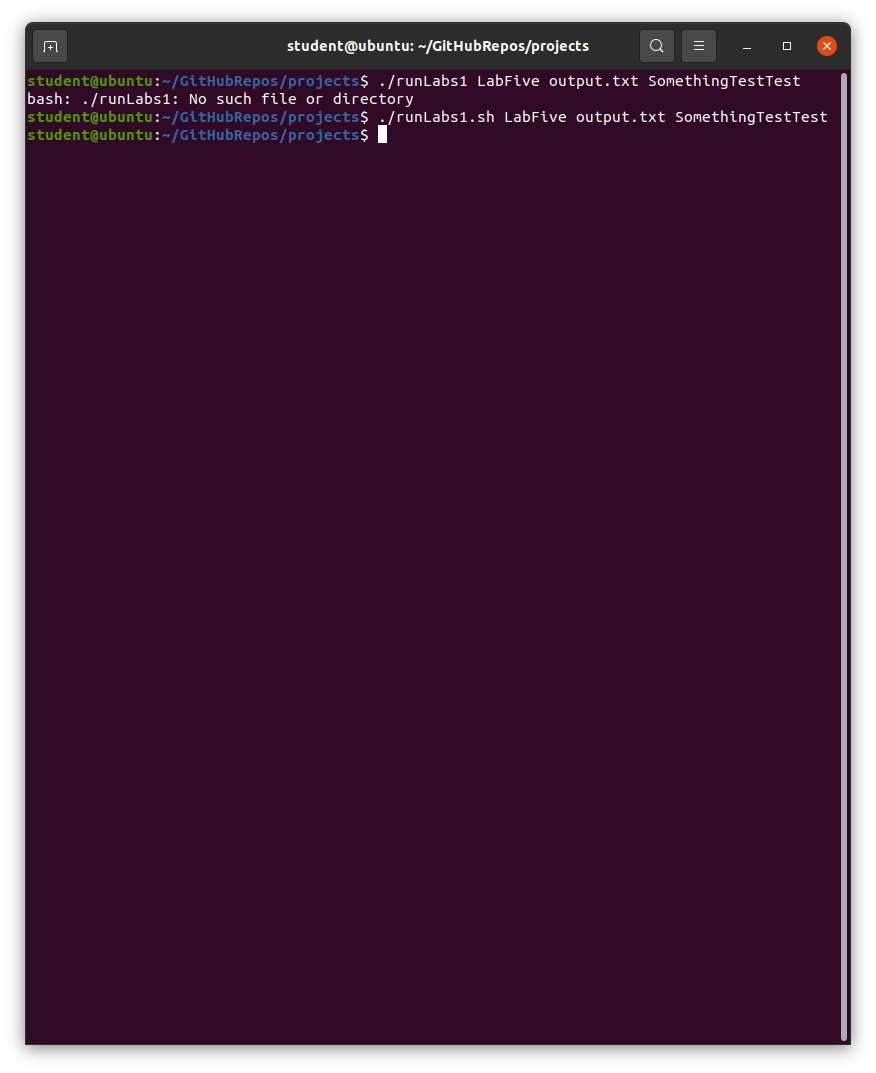 student@ubuntu: ~/GitHubRepos/projects
student@ubuntu:~/GitHubRepos/projects$ ./runLabs1 LabFive output.txt SomethingTestTest
bash: ./runLabs1: No such file or directory
student@ubuntu:~/GitHubRepos/projects$ ./runLabs1.sh LabFive output.txt SomethingTestTest
student@ubuntu:~/GitHubRepos/projects$